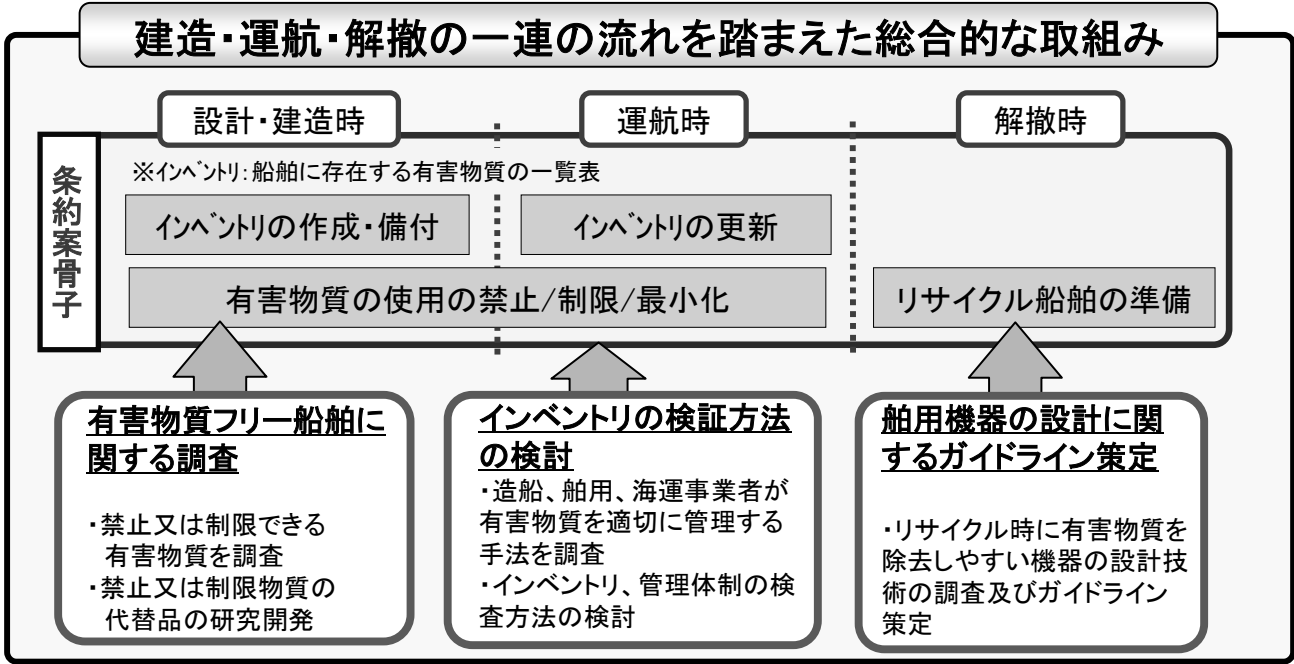 建造・運航・解撤の一連の流れを踏まえた総合的な取組み
設計・建造時
運航時
解撤時
条約案骨子
※インベントリ：船舶に存在する有害物質の一覧表
インベントリの作成・備付
インベントリの更新
有害物質の使用の禁止/制限/最小化
リサイクル船舶の準備
有害物質フリー船舶に
関する調査
・禁止又は制限できる
有害物質を調査
・禁止又は制限物質の
代替品の研究開発
インベントリの検証方法
の検討
・造船、舶用、海運事業者が
有害物質を適切に管理する
手法を調査
・インベントリ、管理体制の検
査方法の検討
舶用機器の設計に関
するガイドライン策定
・リサイクル時に有害物質を
除去しやすい機器の設計技
術の調査及びガイドライン
策定